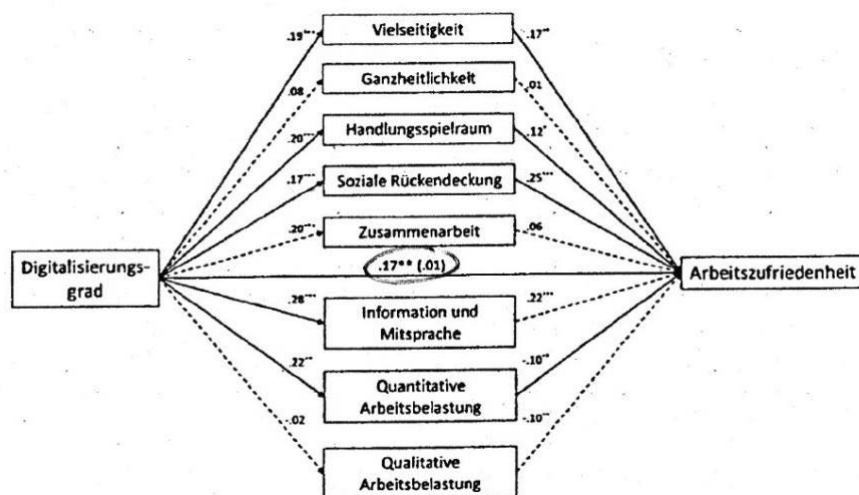 .19*** Vielseitigkeit .17**
.08 Ganzheitlichkeit .01
.20*** Handlungsspielraum .12*
.17*** Soziale Rückendeckung .25***
.20*** Zusammenarbeit .06
Digitalisierungs-
grad
.17** (.01)
Arbeitszufriedenheit
.28*** Information und
Mitsprache
.22***
.22*** Quantitative
Arbeitsbelastung
-.10**
-.02 Qualitative
Arbeitsbelastung
-.10**